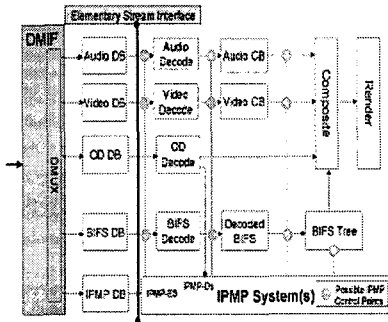 Elementary Stream Interface
DMIF
DMUX
Audio DB
Audio
Decode
Audio CB
Video DB
Video
Decode
Video CB
OD DB
OD
Decode
BIFS DB
BIFS
Decode
Decoded
BIFS
BIFS Tree
Composite
Render
IPMP DB
IPMP-ES
IPMP-Ds
IPMP System(s)
Possible IPMP
Control Points